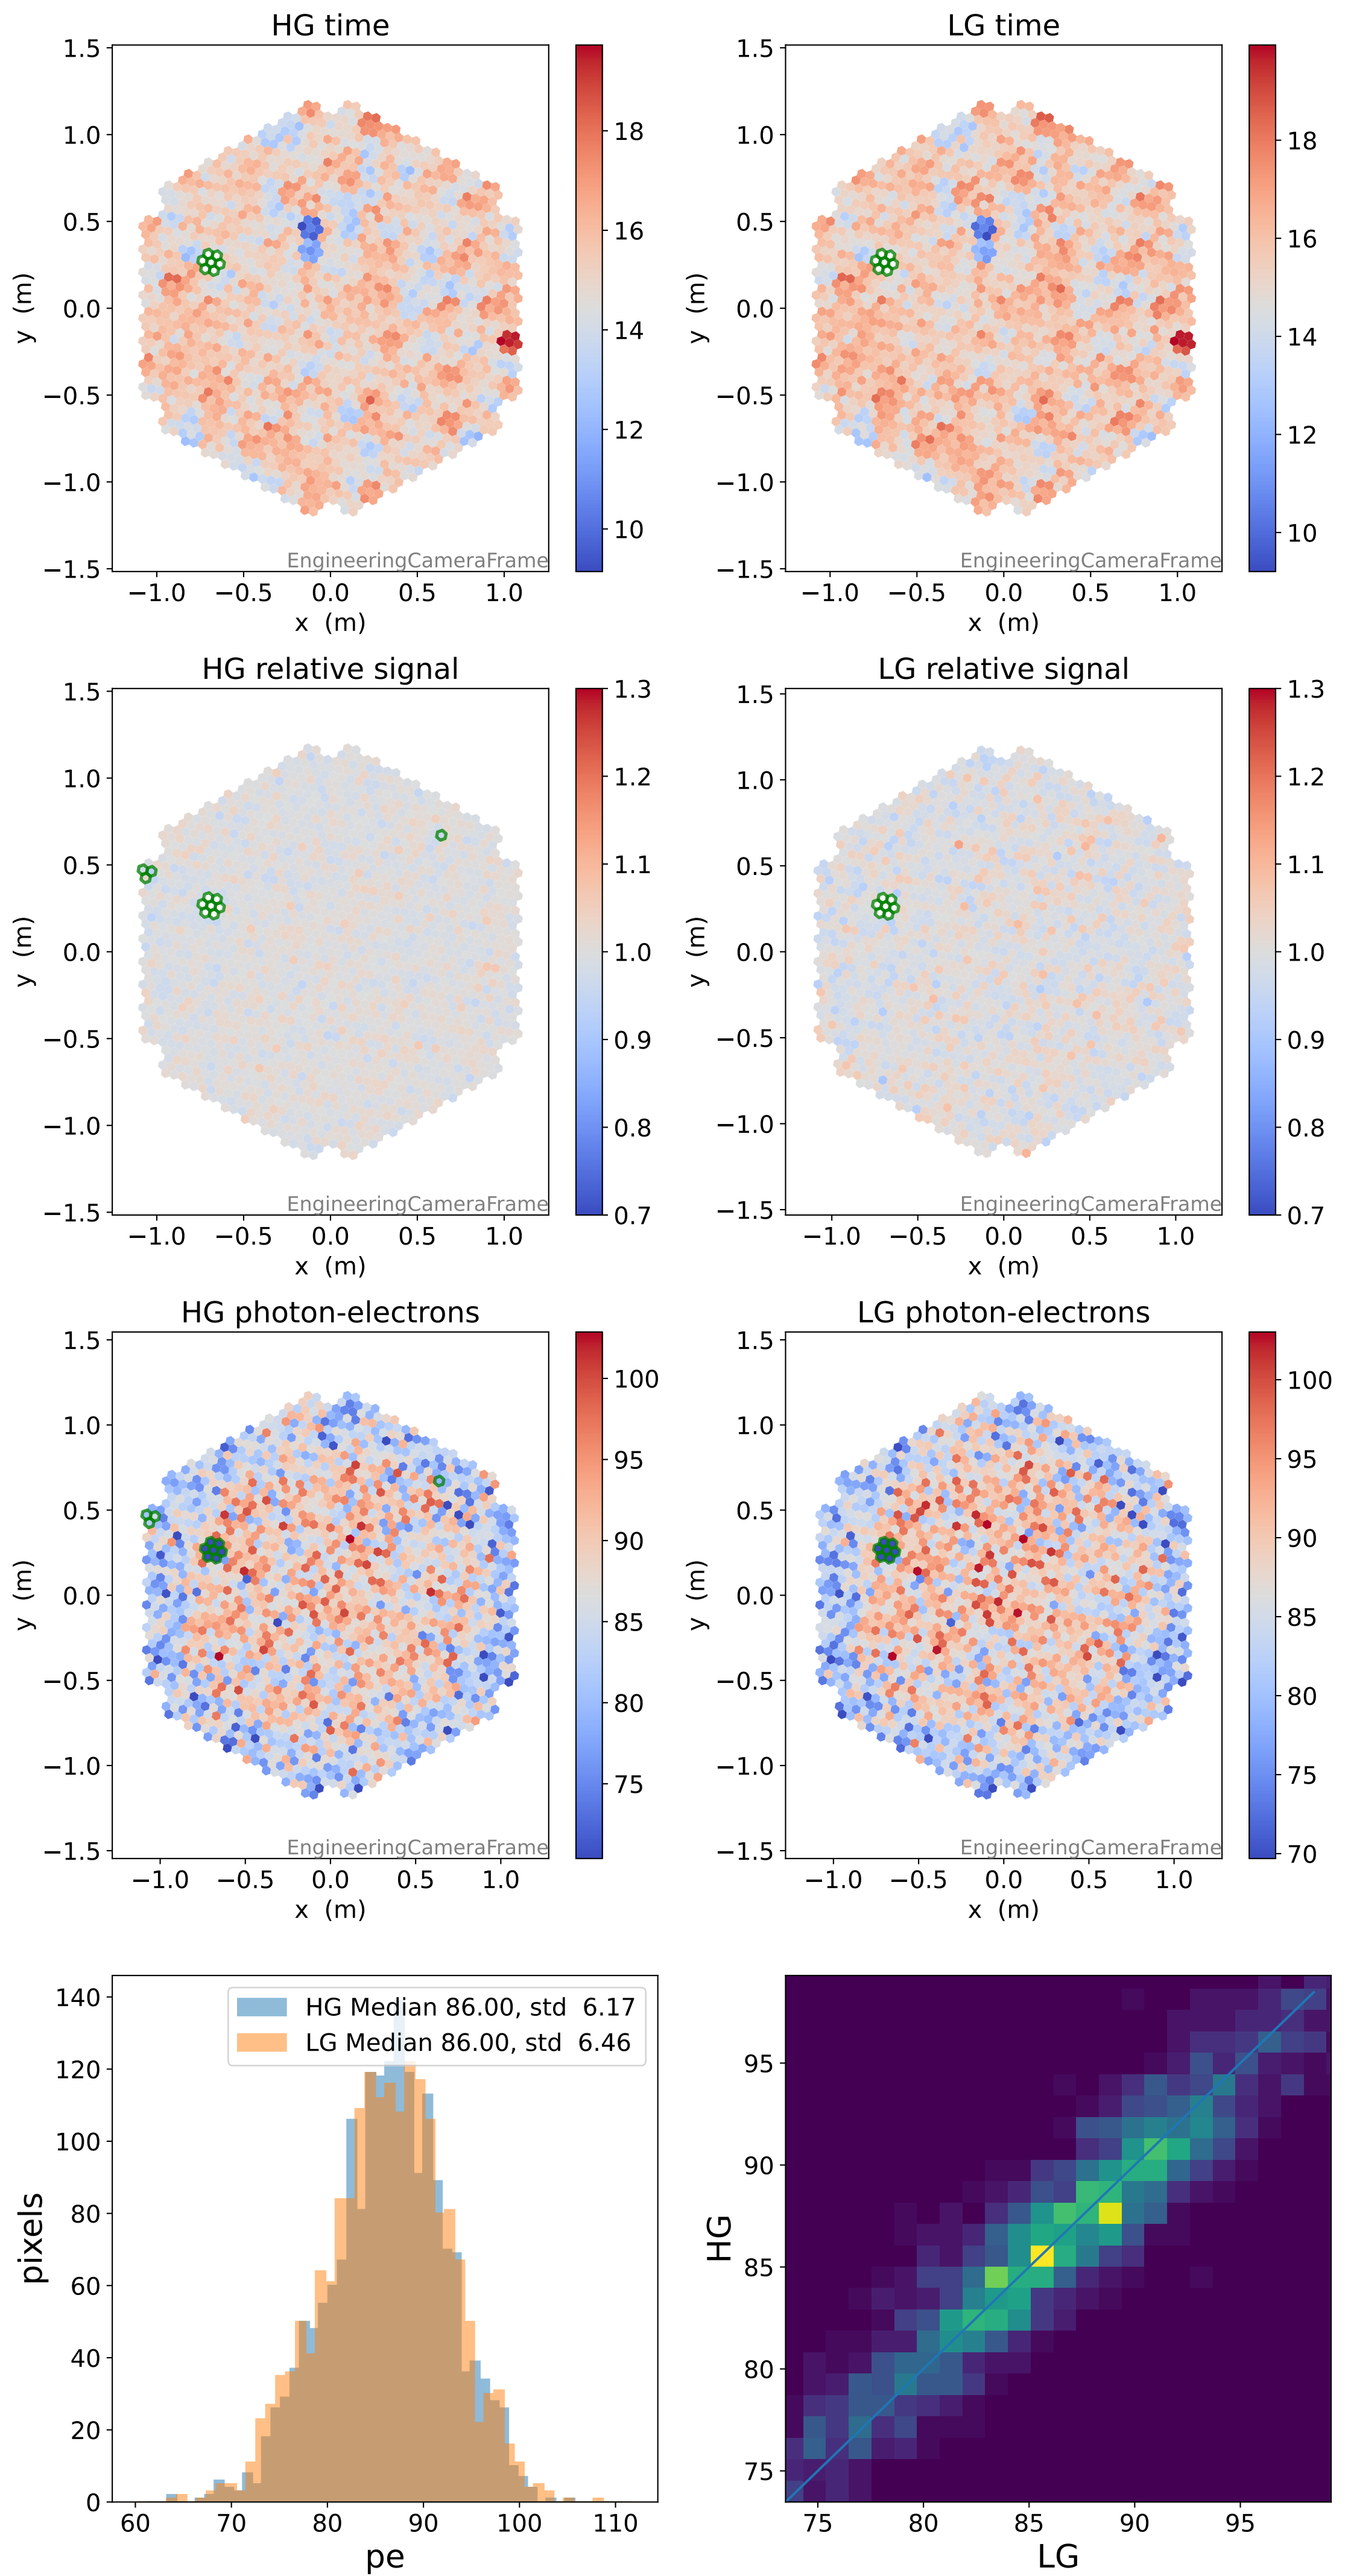 HG time
1.5
1.0
0.5
0.0
−0.5
−1.0
−1.5
y (m)
−1.0 −0.5 0.0 0.5 1.0
x (m)
EngineeringCameraFrame
18
16
14
12
10
LG time
1.5
1.0
0.5
0.0
−0.5
−1.0
−1.5
y (m)
−1.0 −0.5 0.0 0.5 1.0
x (m)
EngineeringCameraFrame
18
16
14
12
10
HG relative signal
1.5
1.0
0.5
0.0
−0.5
−1.0
−1.5
y (m)
−1.0 −0.5 0.0 0.5 1.0
x (m)
EngineeringCameraFrame
1.3
1.2
1.1
1.0
0.9
0.8
0.7
LG relative signal
1.5
1.0
0.5
0.0
−0.5
−1.0
−1.5
y (m)
−1.0 −0.5 0.0 0.5 1.0
x (m)
EngineeringCameraFrame
1.3
1.2
1.1
1.0
0.9
0.8
0.7
HG photon-electrons
1.5
1.0
0.5
0.0
−0.5
−1.0
−1.5
y (m)
−1.0 −0.5 0.0 0.5 1.0
x (m)
EngineeringCameraFrame
100
95
90
85
80
75
LG photon-electrons
1.5
1.0
0.5
0.0
−0.5
−1.0
−1.5
y (m)
−1.0 −0.5 0.0 0.5 1.0
x (m)
EngineeringCameraFrame
100
95
90
85
80
75
70
HG Median 86.00, std 6.17
LG Median 86.00, std 6.46
140
120
100
80
60
40
20
0
pixels
60 70 80 90 100 110
pe
95
90
85
80
75
HG
75 80 85 90 95
LG